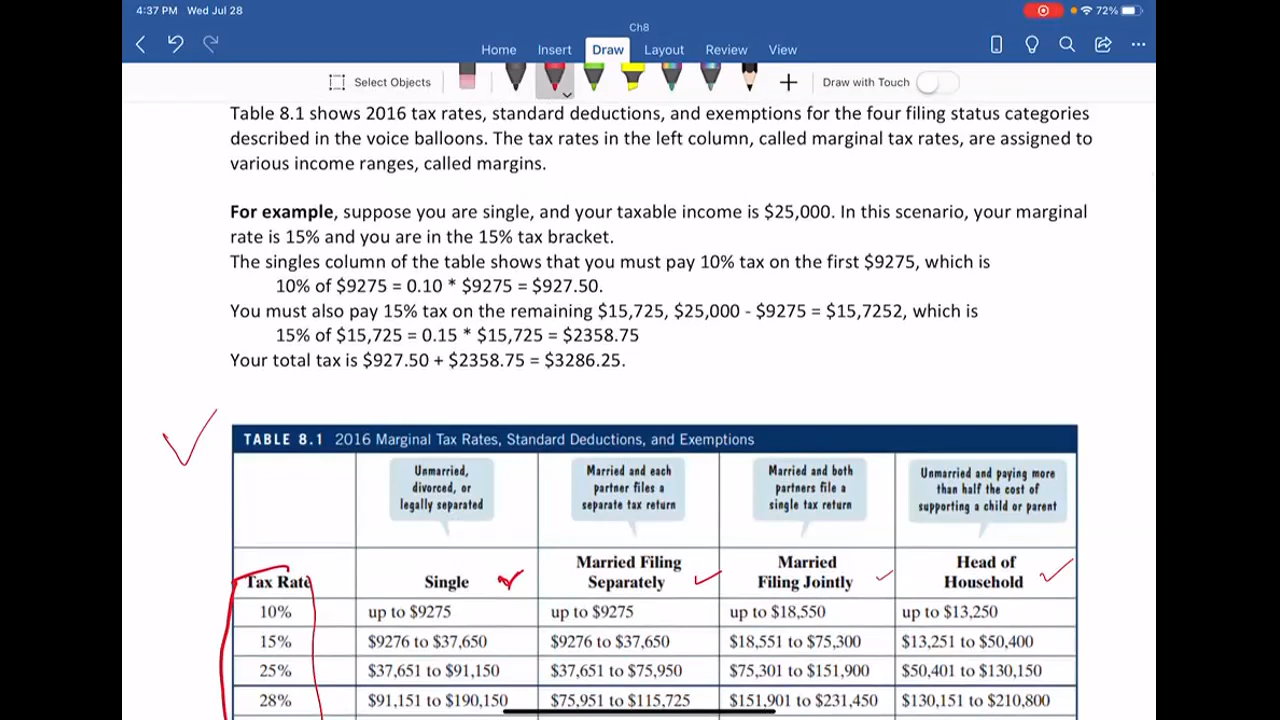 4:37 PM Wed Jul 28
72%
Ch8
Home Insert Draw Layout Review View
Select Objects
Draw with Touch
Table 8.1 shows 2016 tax rates, standard deductions, and exemptions for the four filing status categories
described in the voice balloons. The tax rates in the left column, called marginal tax rates, are assigned to
various income ranges, called margins.
For example, suppose you are single, and your taxable income is $25,000. In this scenario, your marginal
rate is 15% and you are in the 15% tax bracket.
The singles column of the table shows that you must pay 10% tax on the first $9275, which is
10% of $9275 = 0.10 * $9275 = $927.50.
You must also pay 15% tax on the remaining $15,725, $25,000 - $9275 = $15,7252, which is
15% of $15,725 = 0.15 * $15,725 = $2358.75
Your total tax is $927.50 + $2358.75 = $3286.25.
TABLE 8.1 2016 Marginal Tax Rates, Standard Deductions, and Exemptions
Unmarried,
divorced, or
legally separated
Married and each
partner files a
separate tax return
Married and both
partners file a
single tax return
Unmarried and paying more
than half the cost of
supporting a child or parent
Tax Rate
Single
Married Filing
Separately
Married
Filing Jointly
Head of
Household
10% up to $9275 up to $9275 up to $18,550 up to $13,250
15% $9276 to $37,650 $9276 to $37,650 $18,551 to $75,300 $13,251 to $50,400
25% $37,651 to $91,150 $37,651 to $75,950 $75,301 to $151,900 $50,401 to $130,150
28% $91,151 to $190,150 $75,951 to $115,725 $151,901 to $231,450 $130,151 to $210,800